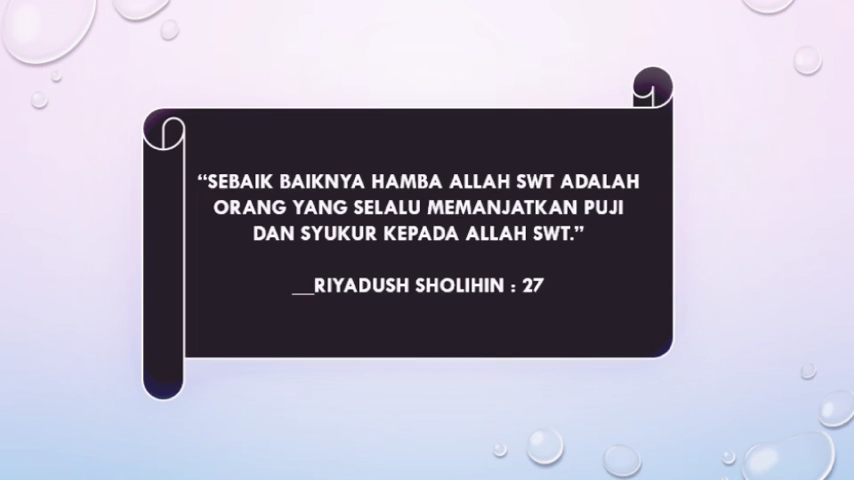 “SEBAIK BAIKNYA HAMBA ALLAH SWT ADALAH
ORANG YANG SELALU MEMANJATKAN PUJI
DAN SYUKUR KEPADA ALLAH SWT.”
__RIYADUSH SHOLIHIN : 27